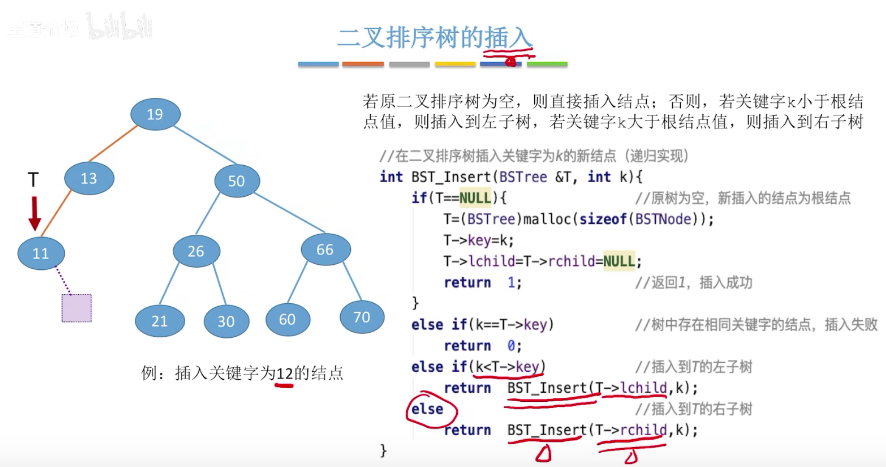 bilibili
二叉排序树的插入
若原二叉排序树为空，则直接插入结点；否则，若关键字k小于根结
点值，则插入到左子树，若关键字k大于根结点值，则插入到右子树
19
13
50
T
11
26
66
21
30
60
70
例：插入关键字为12的结点
//在二叉排序树插入关键字为k的新结点（递归实现）
int BST_Insert(BSTree &T, int k){
if(T==NULL){ //原树为空，新插入的结点为根结点
T=(BSTree)malloc(sizeof(BSTNode));
T->key=k;
T->lchild=T->rchild=NULL;
return 1; //返回1，插入成功
}
else if(k==T->key) //树中存在相同关键字的结点，插入失败
return 0;
else if(k<T->key) //插入到T的左子树
return BST_Insert(T->lchild,k);
else //插入到T的右子树
return BST_Insert(T->rchild,k);
}